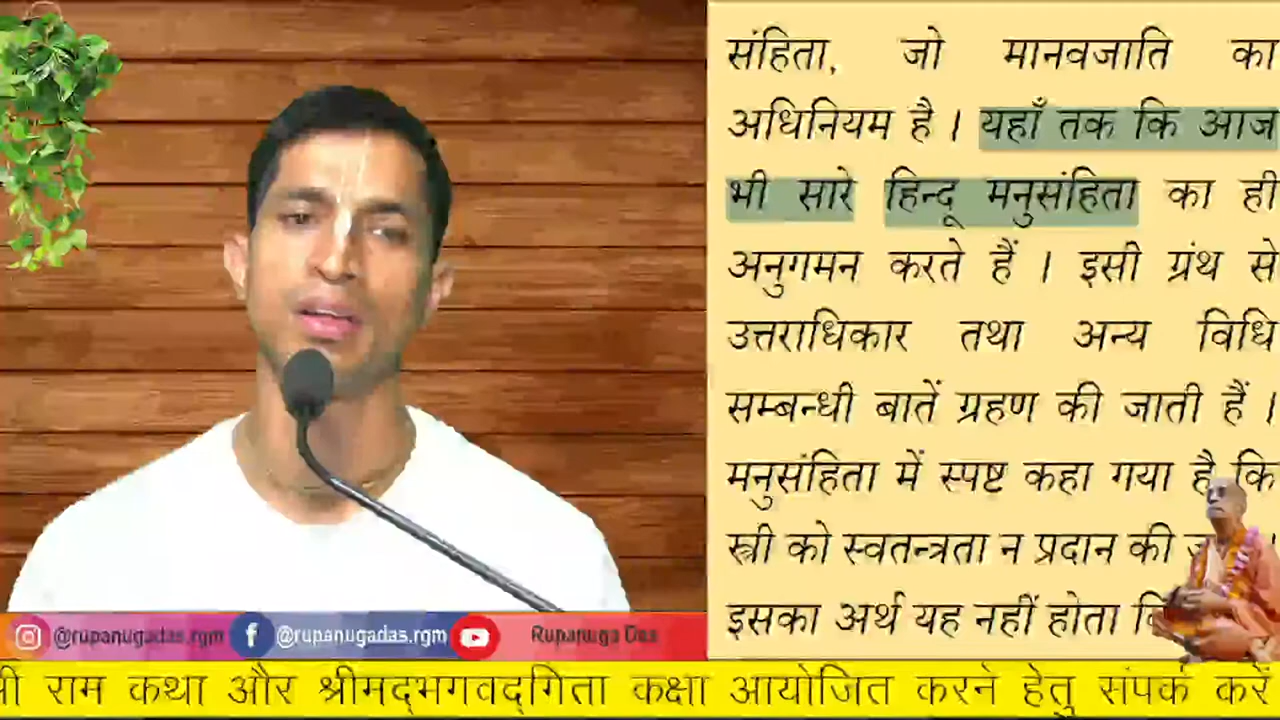 संहिता, जो मानवजाति का
अधिनियम है । यहाँ तक कि आज
भी सारे हिन्दू मनुसंहिता का ही
अनुगमन करते हैं । इसी ग्रंथ से
उत्तराधिकार तथा अन्य विधि
सम्बन्धी बातें ग्रहण की जाती हैं ।
मनुसंहिता में स्पष्ट कहा गया है कि
स्त्री को स्वतन्त्रता न प्रदान की
इसका अर्थ यह नहीं होता
@rupanugadas.rgm @rupanugadas.rgm Rupanuga Das
राम कथा और श्रीमद्भगवद्गिता कक्षा आयोजित करने हेतु संपर्क करें